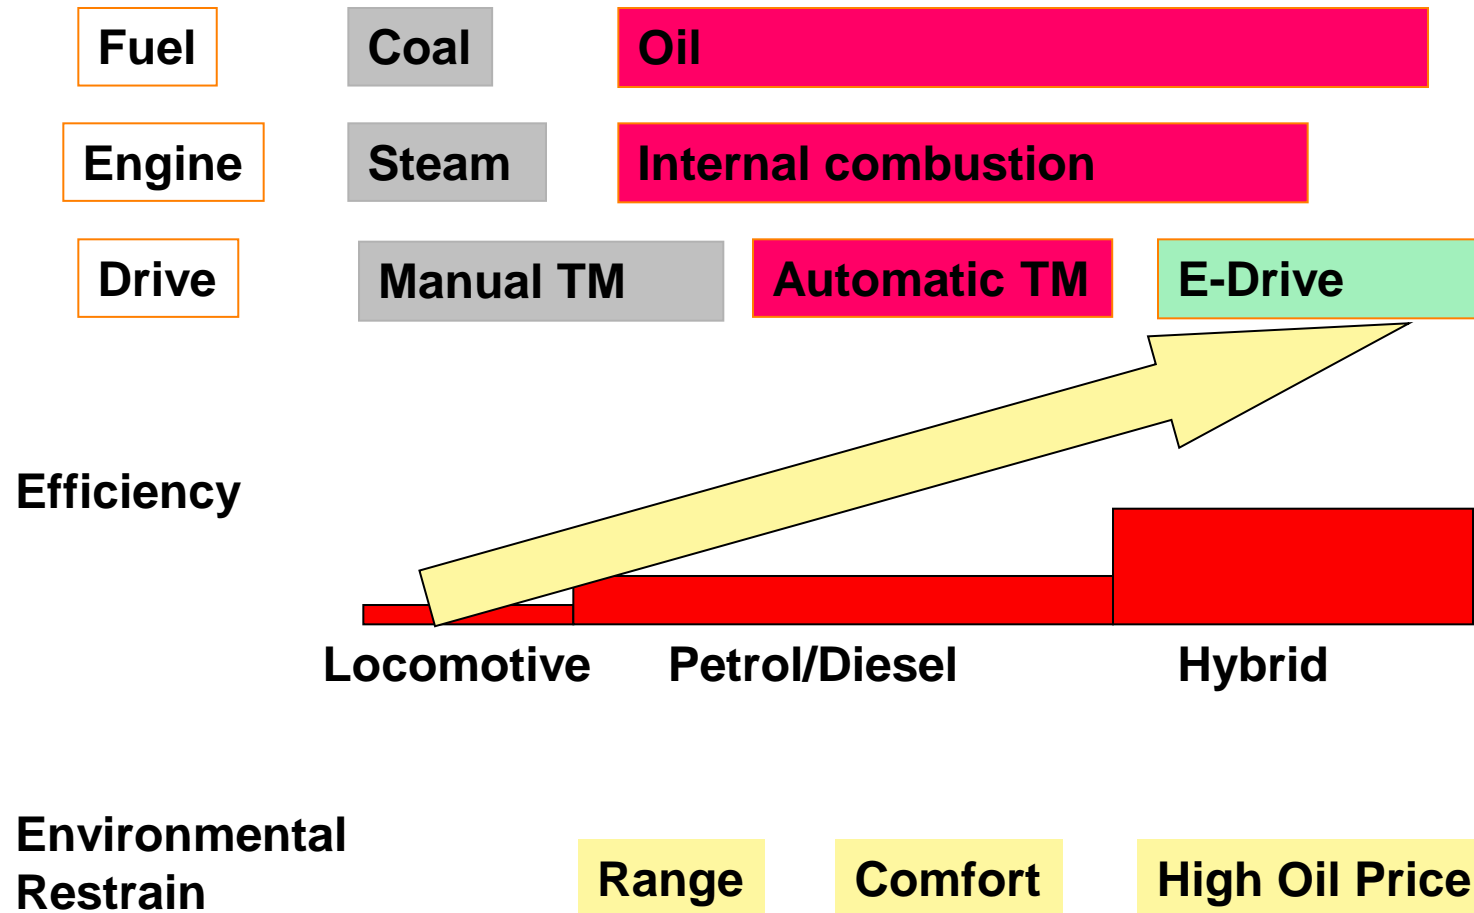 Fuel
Coal
Oil
Engine
Steam
Internal combustion
Drive
Manual TM
Automatic TM
E-Drive
Efficiency
Locomotive
Petrol/Diesel
Hybrid
Environmental
Restrain
Range
Comfort
High Oil Price